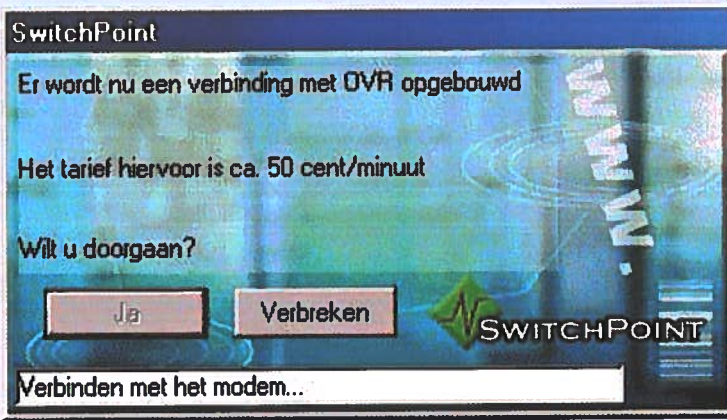 SwitchPoint
Er wordt nu een verbinding met OVR opgebouwd
Het tarief hiervoor is ca. 50 cent/minuut
Wilt u doorgaan?
Ja
Verbreken
SWITCHPOINT
www.
Verbinden met het modem...